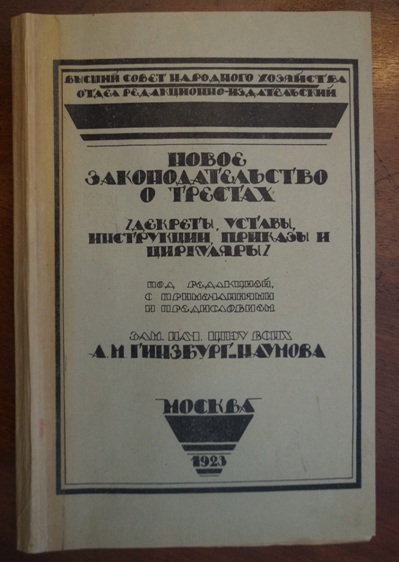 ВЫСШИЙ СОВЕТ НАРОДНОГО ХОЗЯЙСТВА
ОТДЕЛ РЕДАКЦИОННО-ИЗДАТЕЛЬСКИЙ
НОВОЕ
ЗАКОНОДАТЕЛЬСТВО
О ТРЕСТАХ
(ДЕКРЕТЫ, УСТАВЫ,
ИНСТРУКЦИИ, ПРИКАЗЫ И
ЦИРКУЛЯРЫ)
ПОД РЕДАКЦИЕЙ,
С ПРИМЕЧАНИЯМИ
И ПРЕДИСЛОВИЕМ
ЗАМ. НАЧ. ЦПЭУ ВСНХ
А. М. ГИНЗБУРГ-НАУМОВА
МОСКВА
1923